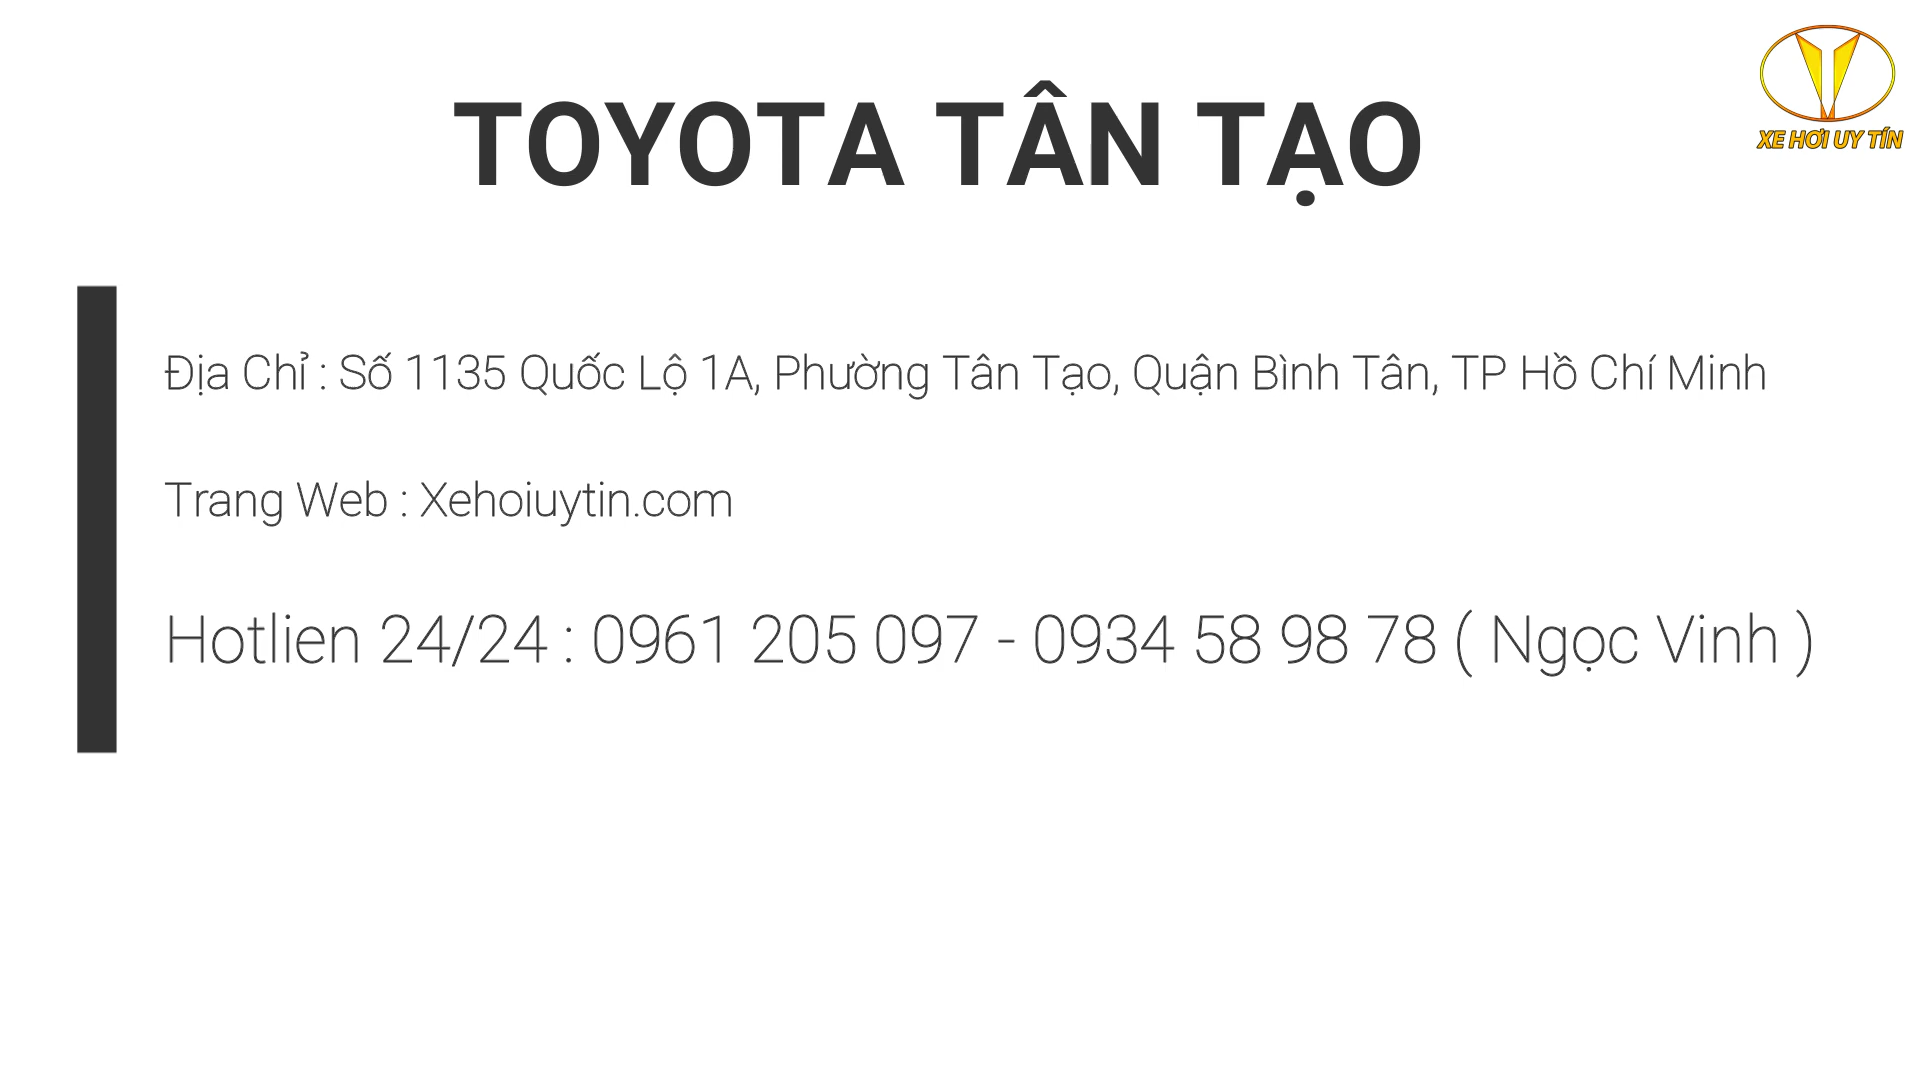 XE HƠI UY TÍN
TOYOTA TÂN TẠO
Địa Chỉ : Số 1135 Quốc Lộ 1A, Phường Tân Tạo, Quận Bình Tân, TP Hồ Chí Minh
Trang Web : Xehoiuytin.com
Hotlien 24/24 : 0961 205 097 - 0934 58 98 78 ( Ngọc Vinh )